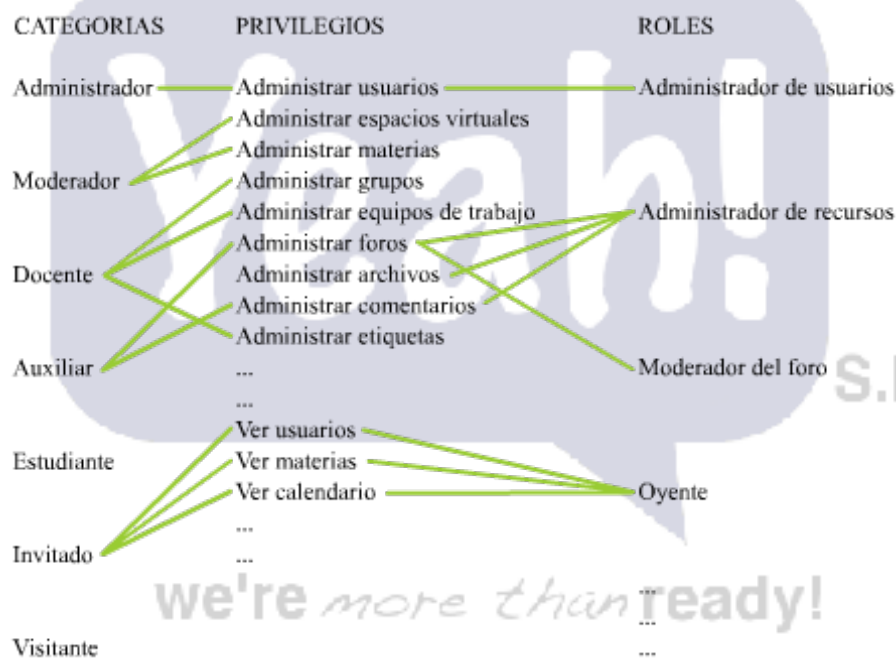 CATEGORIAS PRIVILEGIOS ROLES
Administrador Administrar usuarios Administrador de usuarios
Administrar espacios virtuales
Administrar materias
Moderador Administrar grupos
Administrar equipos de trabajo Administrador de recursos
Administrar foros
Docente Administrar archivos
Administrar comentarios
Administrar etiquetas
Auxiliar ... Moderador del foro
...
Ver usuarios
Estudiante Ver materias
Ver calendario Oyente
...
Invitado ...
...
...
Visitante ...
Yeah!
we're more than ready!